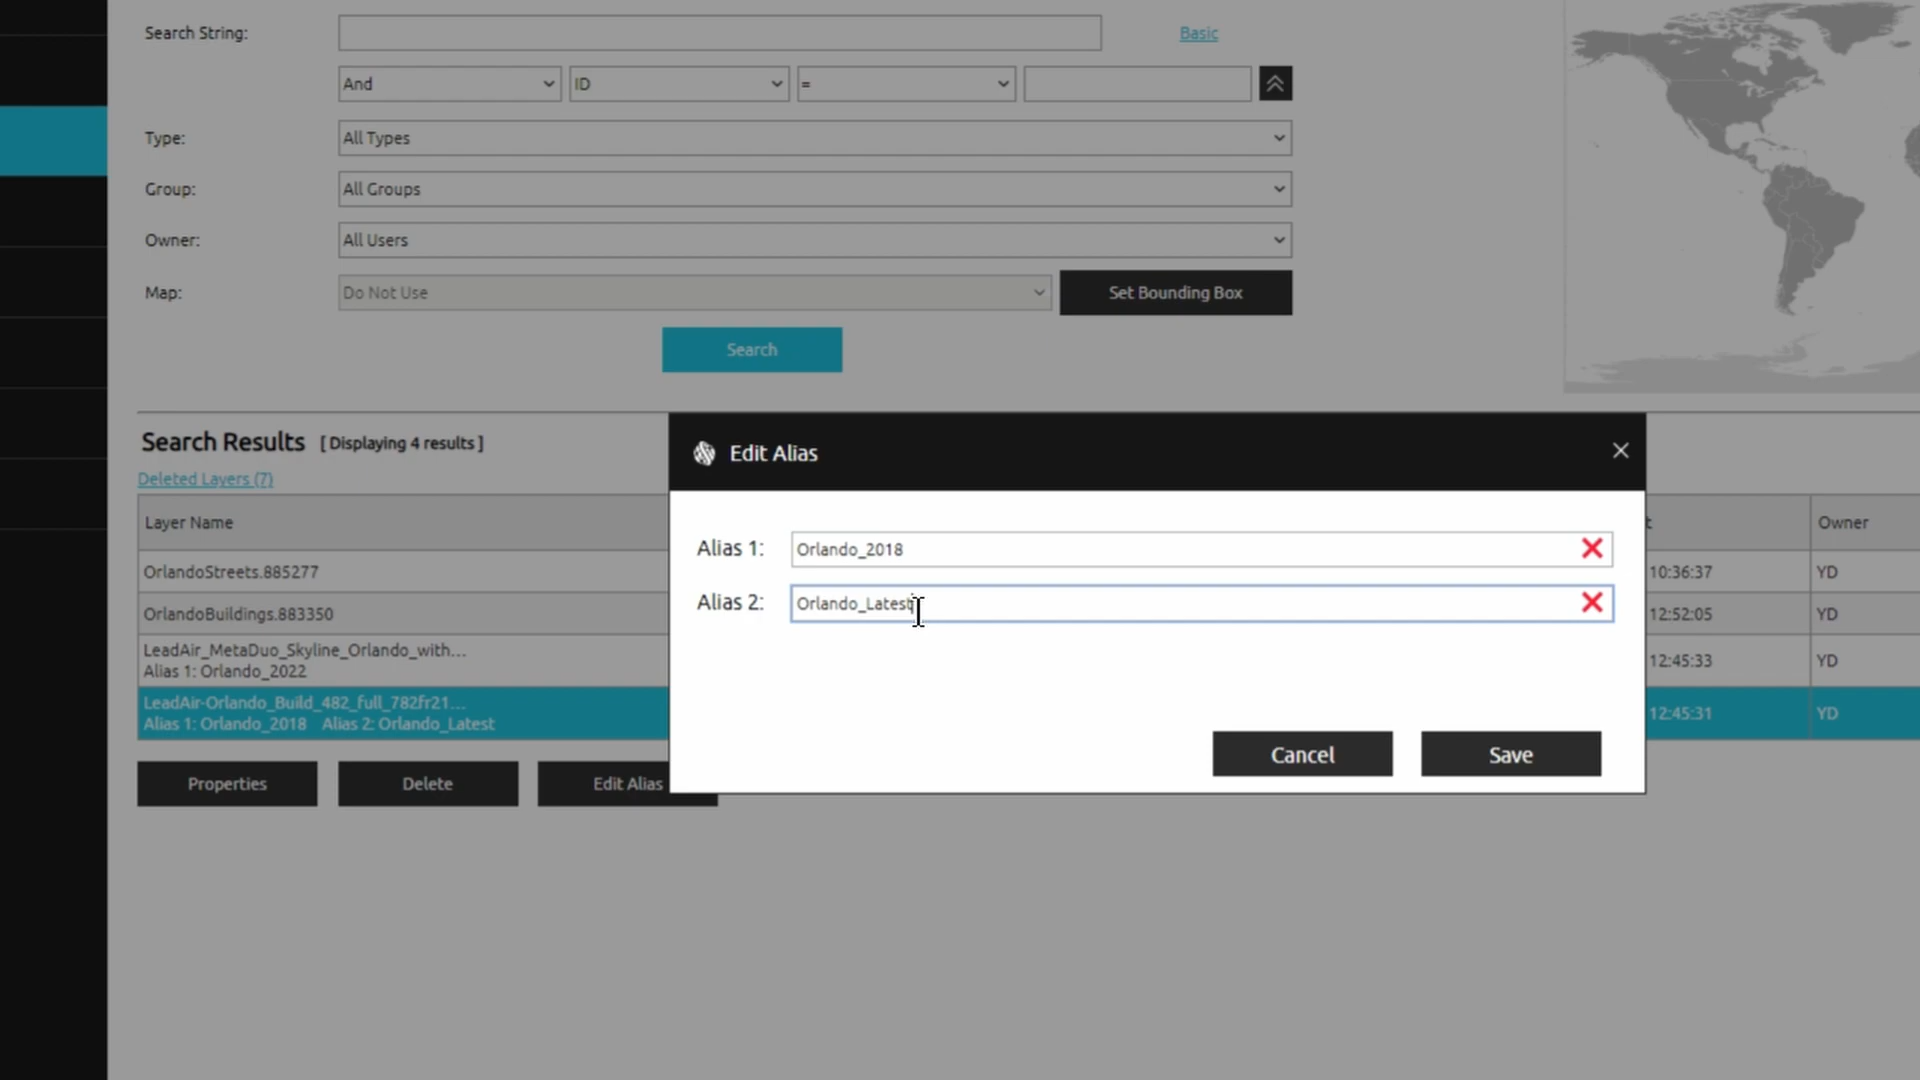 Search String:
Basic
And ID =
Type: All Types
Group: All Groups
Owner: All Users
Map: Do Not Use Set Bounding Box
Search
Search Results [ Displaying 4 results ]
Deleted Layers (7)
Layer Name
Owner
OrlandoStreets.885277 10:36:37 YD
OrlandoBuildings.883350 12:52:05 YD
LeadAir_MetaDuo_Skyline_Orlando_with...
Alias 1: Orlando_2022
12:45:33 YD
LeadAir-Orlando_Build_482_full_782fr21...
Alias 1: Orlando_2018 Alias 2: Orlando_Latest
12:45:31 YD
Properties Delete Edit Alias
Edit Alias
Alias 1: Orlando_2018
Alias 2: Orlando_Latest
Cancel Save